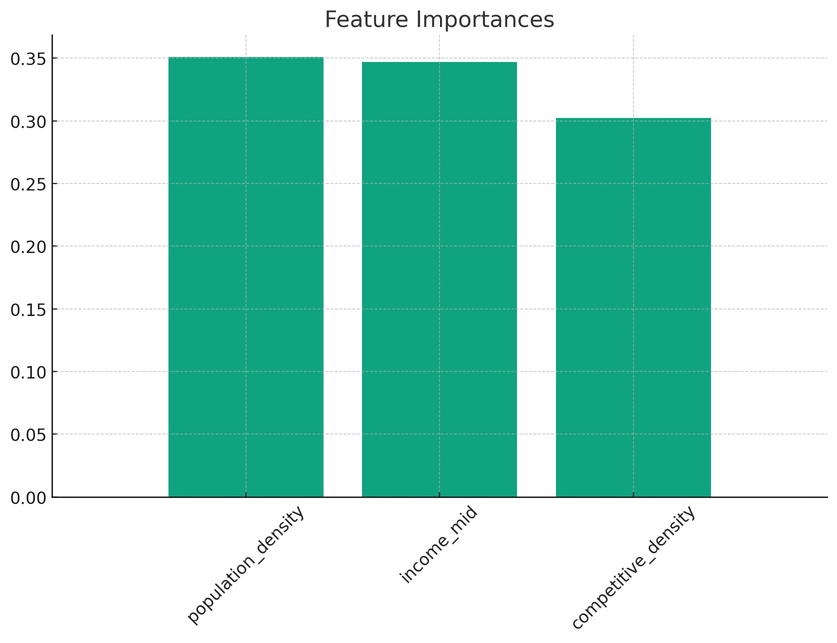 Feature Importances
0.35
0.30
0.25
0.20
0.15
0.10
0.05
0.00
population_density
income_mid
competitive_density